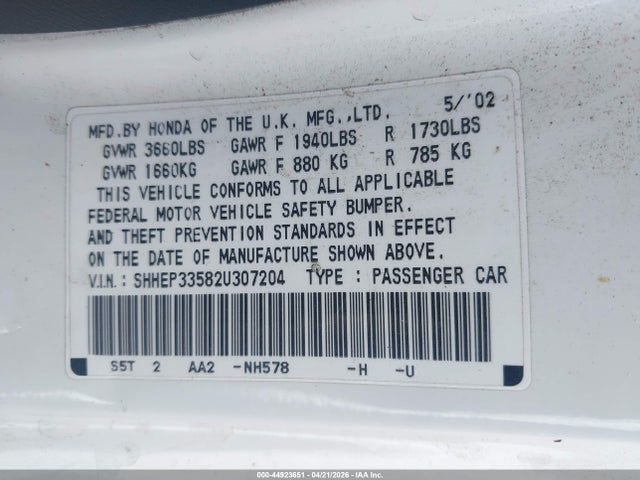 MFD.BY HONDA OF THE U.K. MFG.,LTD. 5/'02
GVWR 3660LBS GAWR F 1940LBS R 1730LBS
GVWR 1660KG GAWR F 880 KG R 785 KG
THIS VEHICLE CONFORMS TO ALL APPLICABLE
FEDERAL MOTOR VEHICLE SAFETY BUMPER.
AND THEFT PREVENTION STANDARDS IN EFFECT
ON THE DATE OF MANUFACTURE SHOWN ABOVE.
V.I.N.: SHHEP33582U307204 TYPE : PASSENGER CAR
S5T 2 AA2 -NH578 -H -U
000-44923651 - 04/21/2026 - IAA Inc.